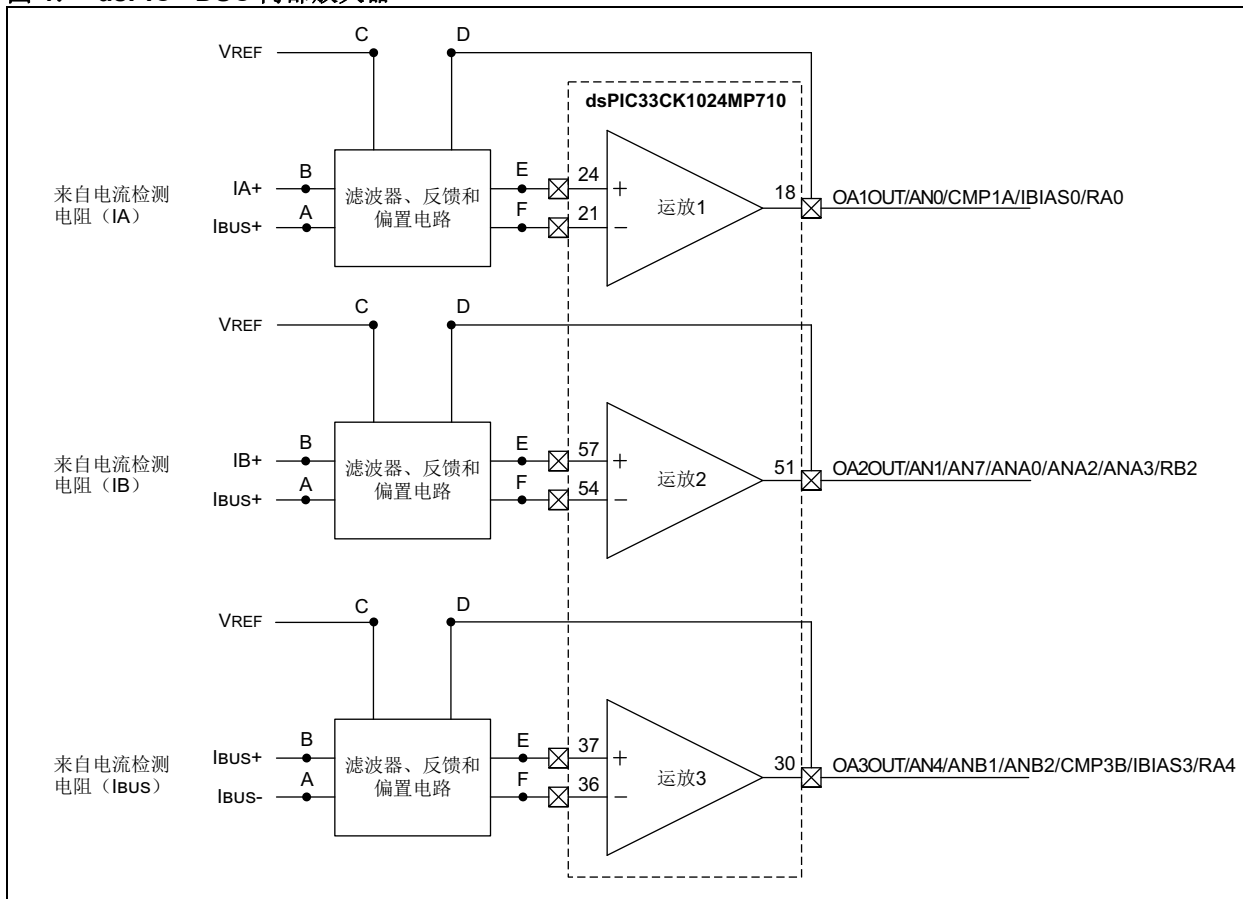 VREF
C
D
dsPIC33CK1024MP710
来自电流检测
电阻（IA）
IA+
B
IBUS+
A
滤波器、反馈和
偏置电路
E
F
24
21
+
−
运放1
18
OA1OUT/AN0/CMP1A/IBIAS0/RA0
VREF
C
D
来自电流检测
电阻（IB）
IB+
B
IBUS+
A
滤波器、反馈和
偏置电路
E
F
57
54
+
−
运放2
51
OA2OUT/AN1/AN7/ANA0/ANA2/ANA3/RB2
VREF
C
D
来自电流检测
电阻（IBUS）
IBUS+
B
IBUS-
A
滤波器、反馈和
偏置电路
E
F
37
36
+
−
运放3
30
OA3OUT/AN4/ANB1/ANB2/CMP3B/IBIAS3/RA4